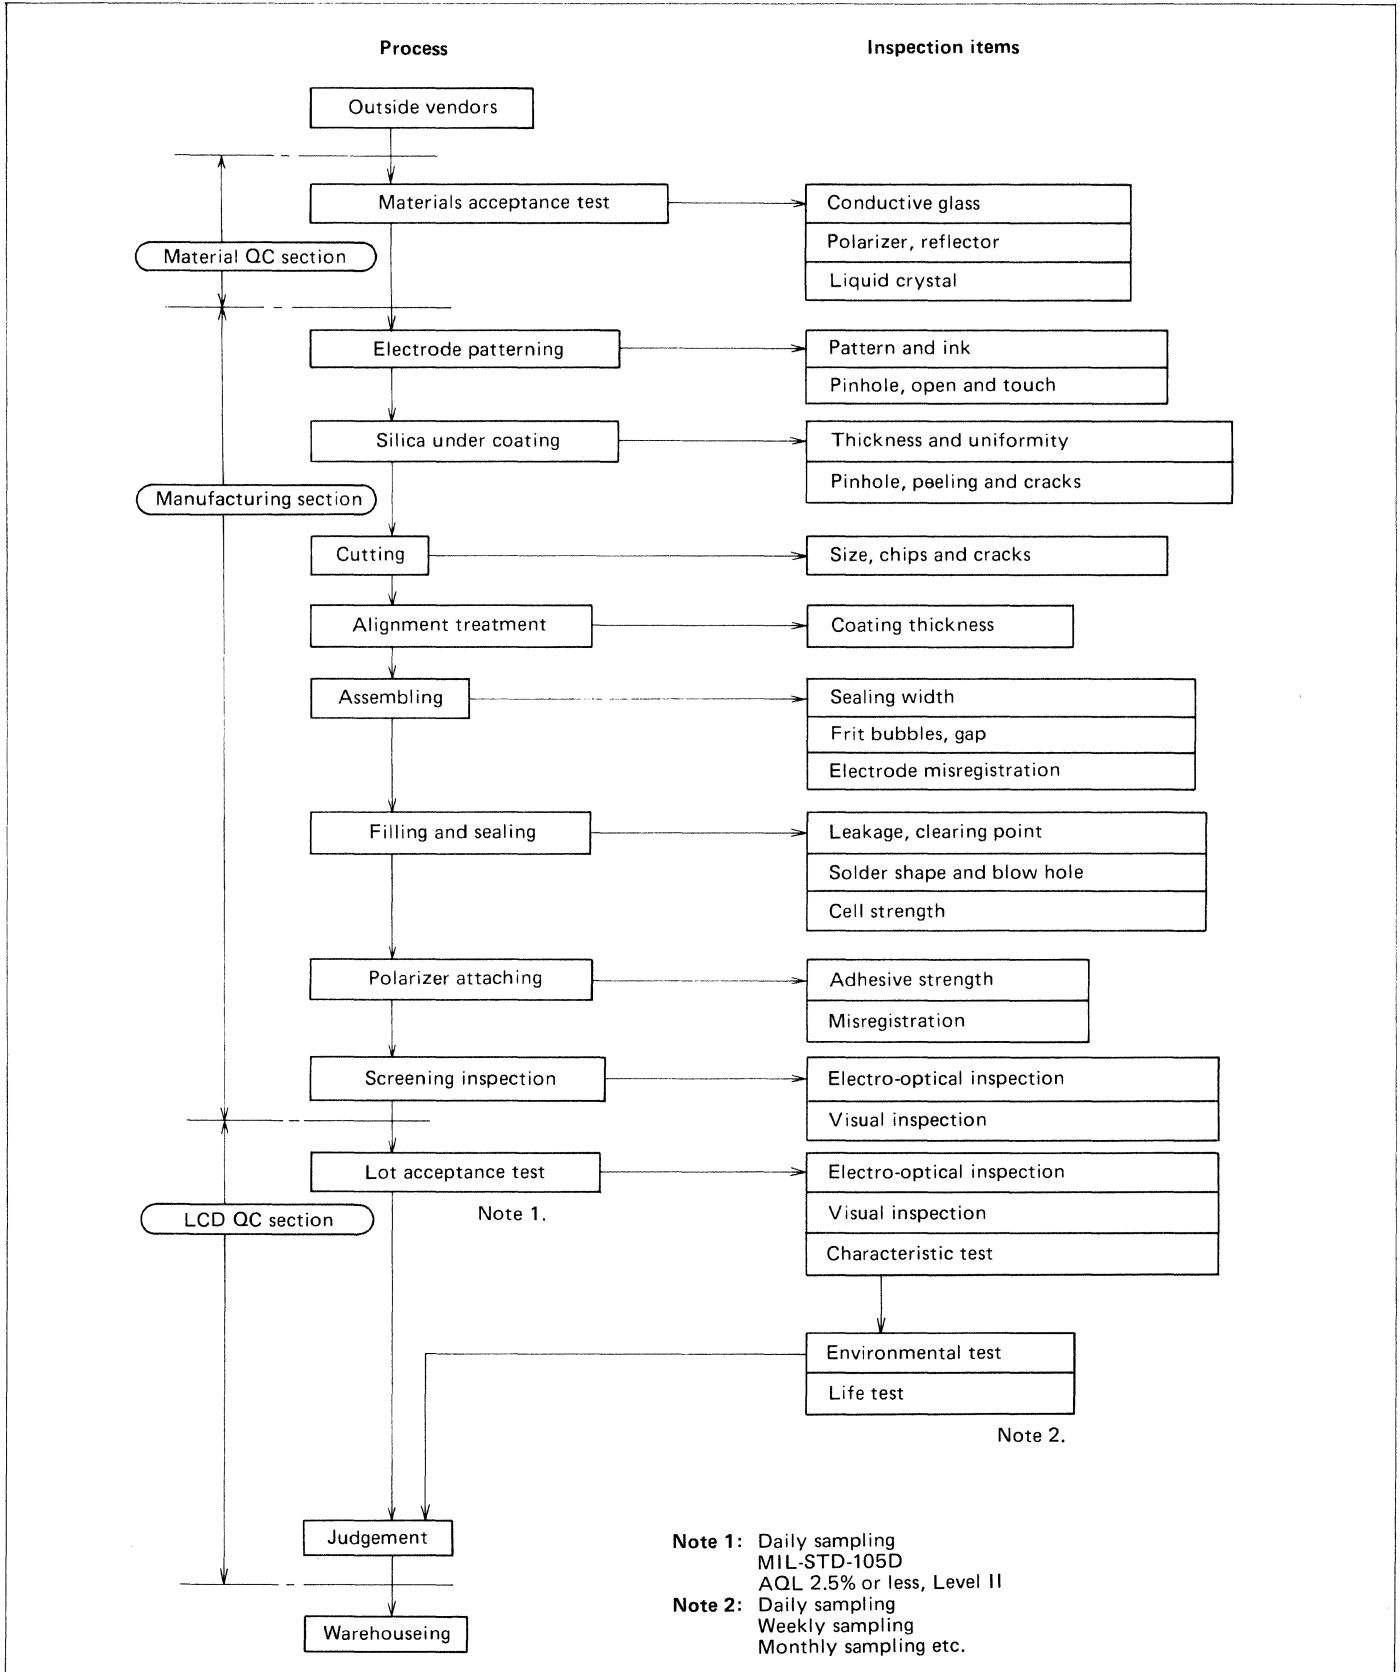 Process
Inspection items
Outside vendors
Materials acceptance test
Conductive glass
Polarizer, reflector
Material QC section
Liquid crystal
Electrode patterning
Pattern and ink
Pinhole, open and touch
Silica under coating
Thickness and uniformity
Pinhole, peeling and cracks
Manufacturing section
Cutting
Size, chips and cracks
Alignment treatment
Coating thickness
Assembling
Sealing width
Frit bubbles, gap
Electrode misregistration
Filling and sealing
Leakage, clearing point
Solder shape and blow hole
Cell strength
Polarizer attaching
Adhesive strength
Misregistration
Screening inspection
Electro-optical inspection
Visual inspection
Lot acceptance test
Electro-optical inspection
Note 1.
Visual inspection
LCD QC section
Characteristic test
Environmental test
Life test
Note 2.
Judgement
Note 1: Daily sampling
MIL-STD-105D
AQL 2.5% or less, Level II
Note 2: Daily sampling
Weekly sampling
Monthly sampling etc.
Warehouseing